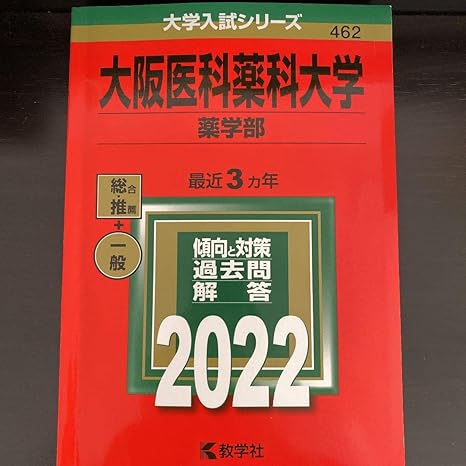 大学入試シリーズ
462
大阪医科薬科大学
薬学部
最近3カ年
総合・推薦
+
一般
傾向と対策
過去問
解答
2022
教学社